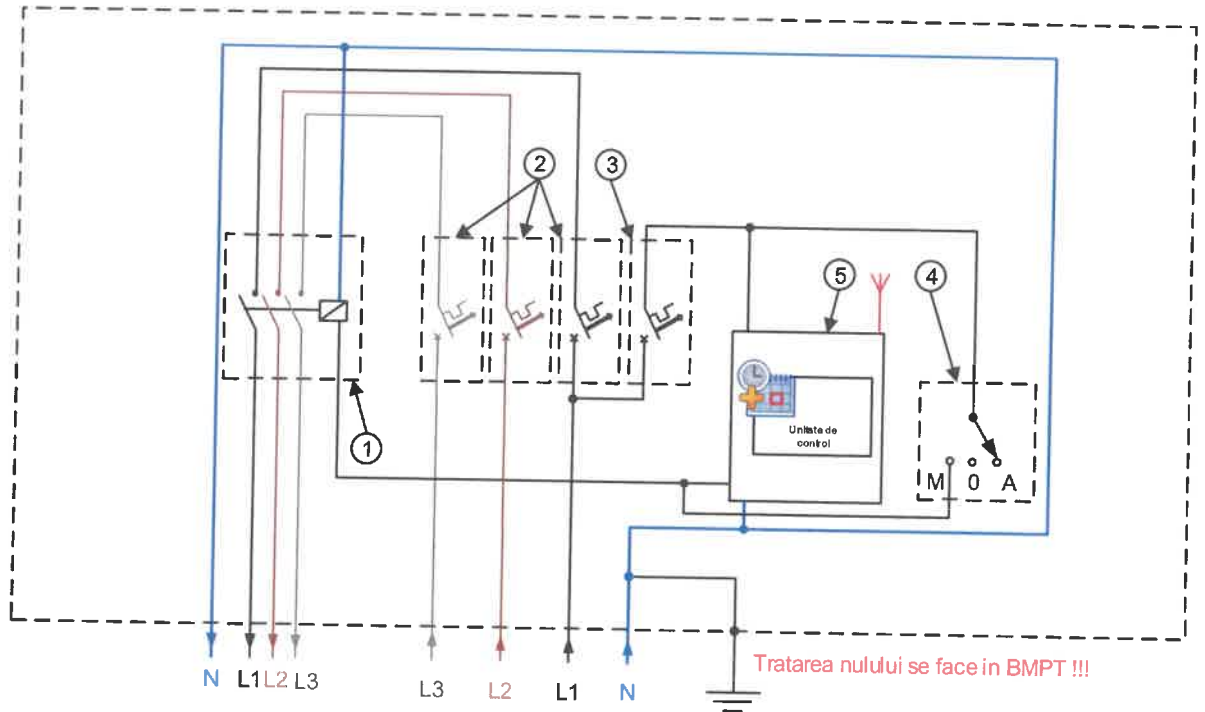 2
3
5
4
1
Unitate de
control
M 0 A
N L1 L2 L3 L3 L2 L1 N
Tratarea nulului se face in BMPT !!!